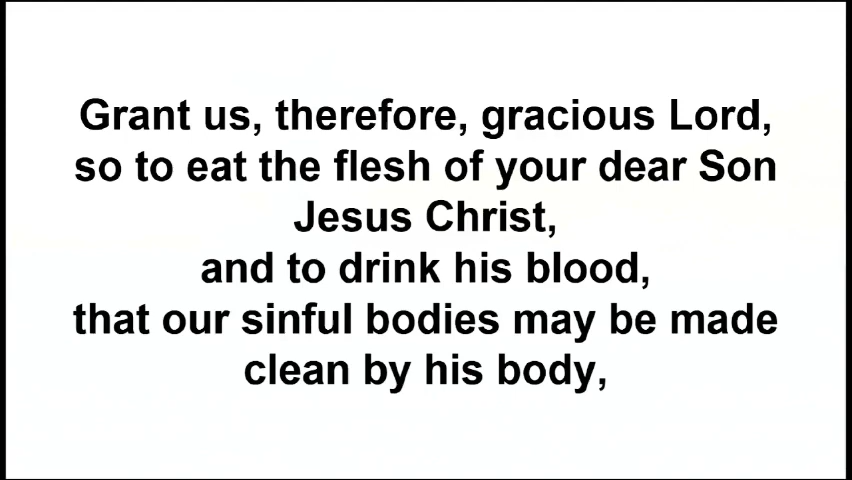 Grant us, therefore, gracious Lord,
so to eat the flesh of your dear Son
Jesus Christ,
and to drink his blood,
that our sinful bodies may be made
clean by his body,